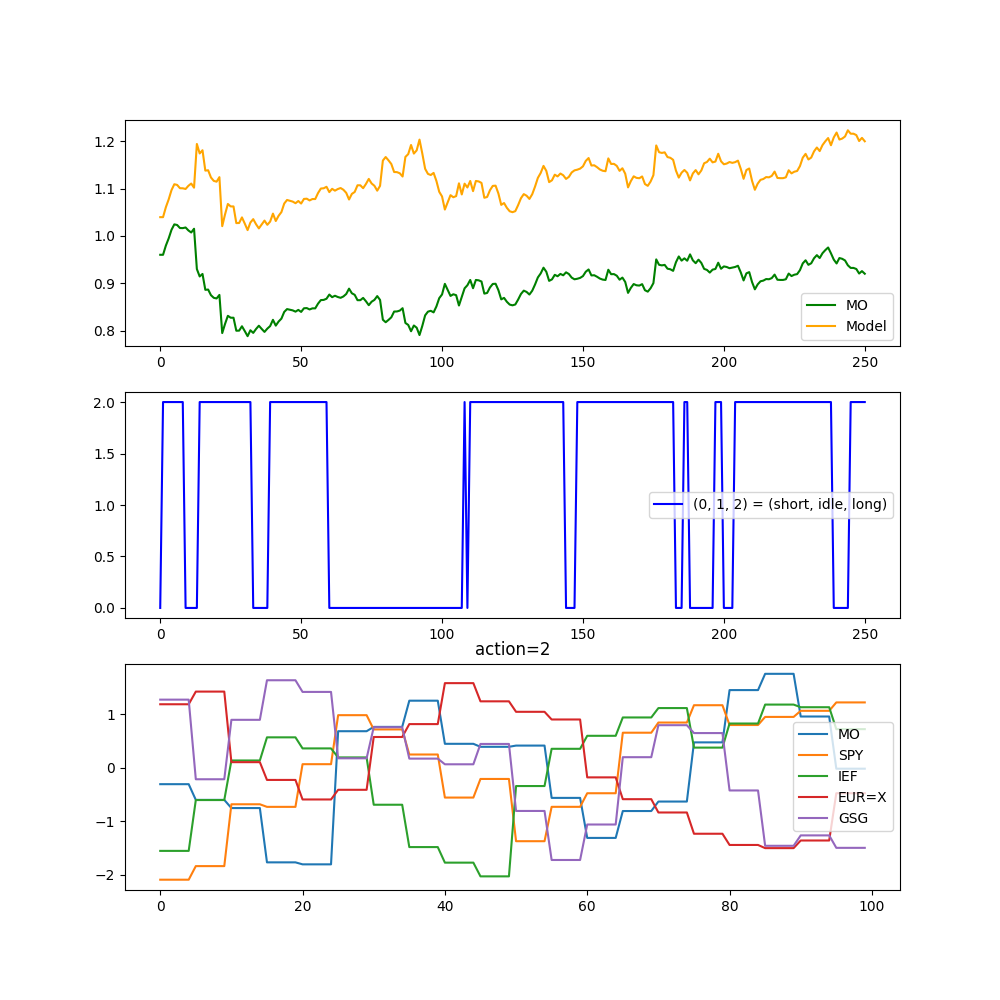 1.2
1.1
1.0
0.9
0.8
MO
Model
0 50 100 150 200 250
2.0
1.5
1.0
0.5
0.0
(0, 1, 2) = (short, idle, long)
0 50 100 150 200 250
action=2
1
0
−1
−2
MO
SPY
IEF
EUR=X
GSG
0 20 40 60 80 100